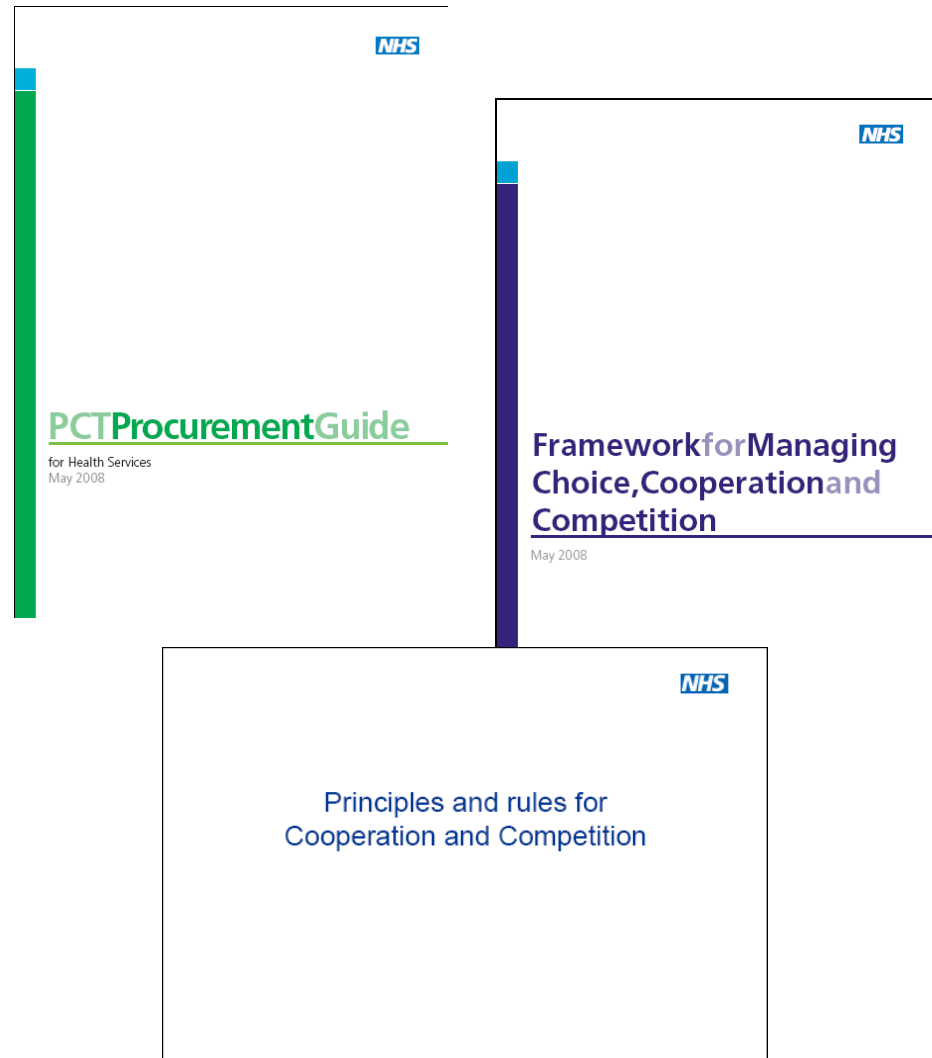 NHS
PCTProcurementGuide
for Health Services
May 2008
NHS
FrameworkforManaging
Choice,Cooperationand
Competition
May 2008
NHS
Principles and rules for
Cooperation and Competition